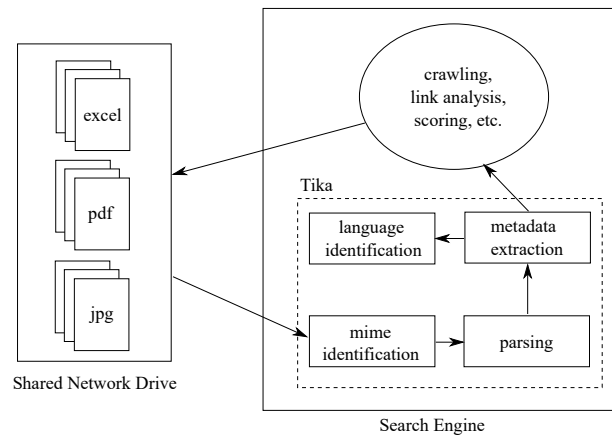 excel
pdf
jpg
Shared Network Drive
crawling,
link analysis,
scoring, etc.
Tika
language
identification
metadata
extraction
mime
identification
parsing
Search Engine